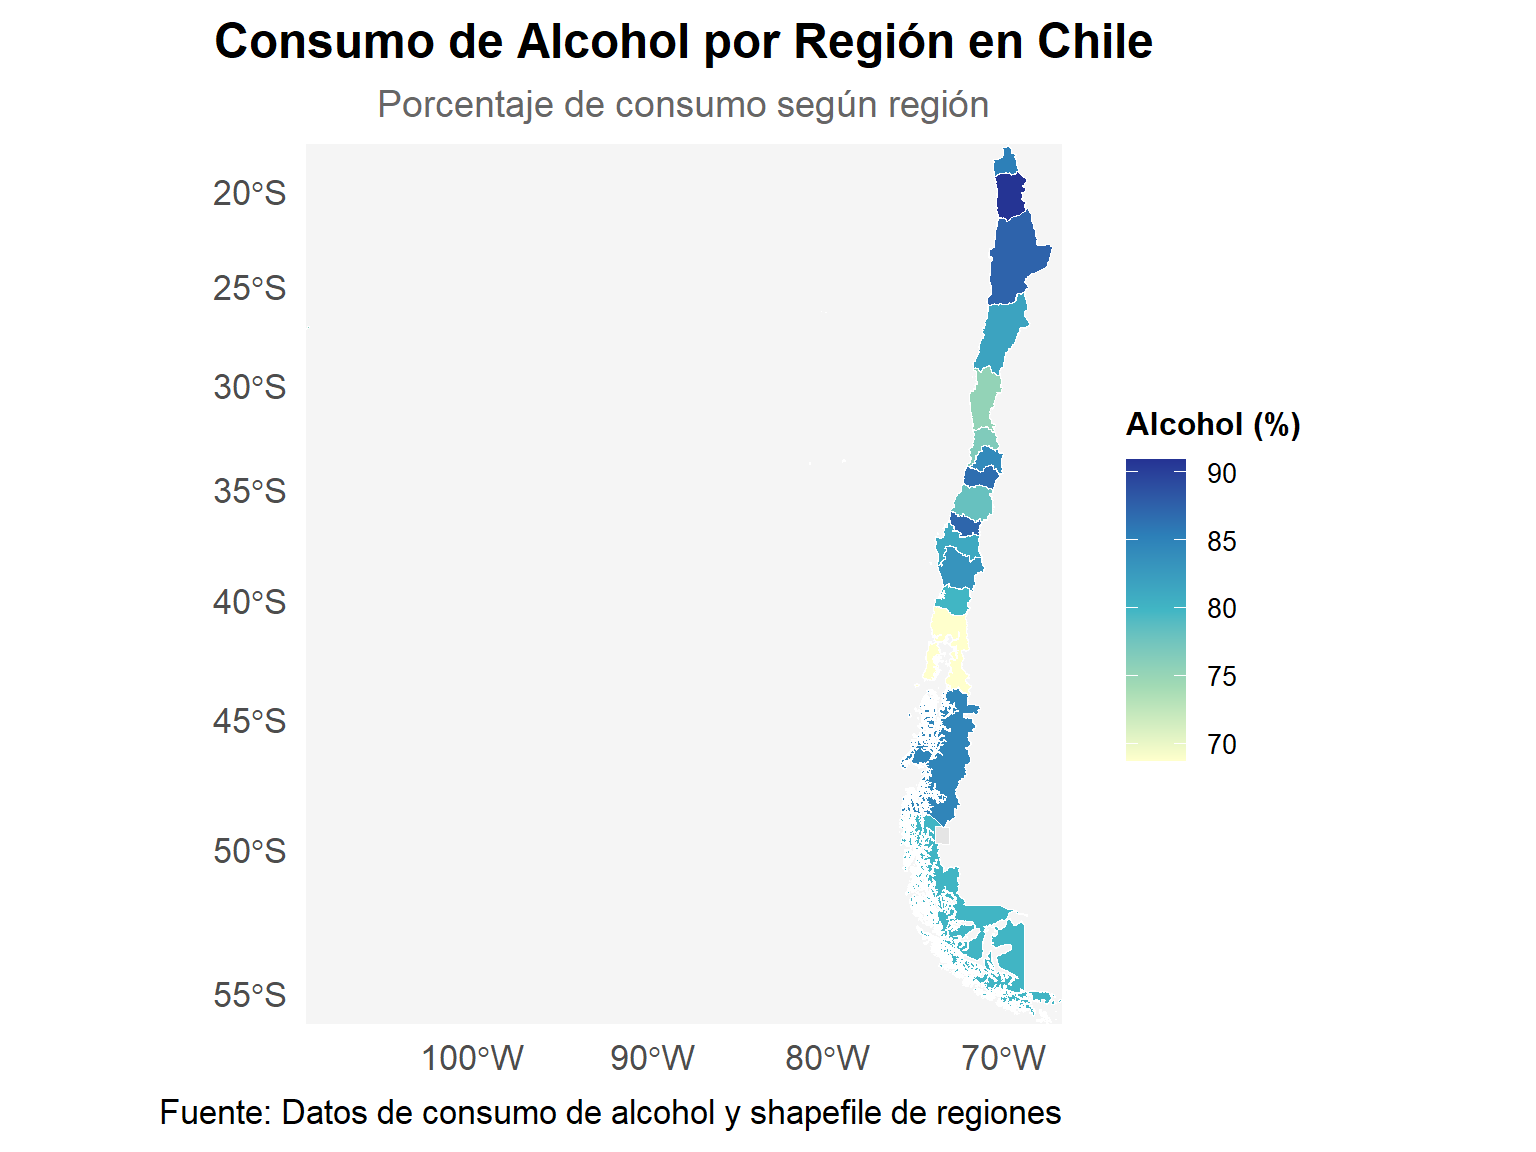 Consumo de Alcohol por Región en Chile
Porcentaje de consumo según región
20°S
25°S
30°S
35°S
40°S
45°S
50°S
55°S
100°W 90°W 80°W 70°W
Alcohol (%)
90
85
80
75
70
Fuente: Datos de consumo de alcohol y shapefile de regiones